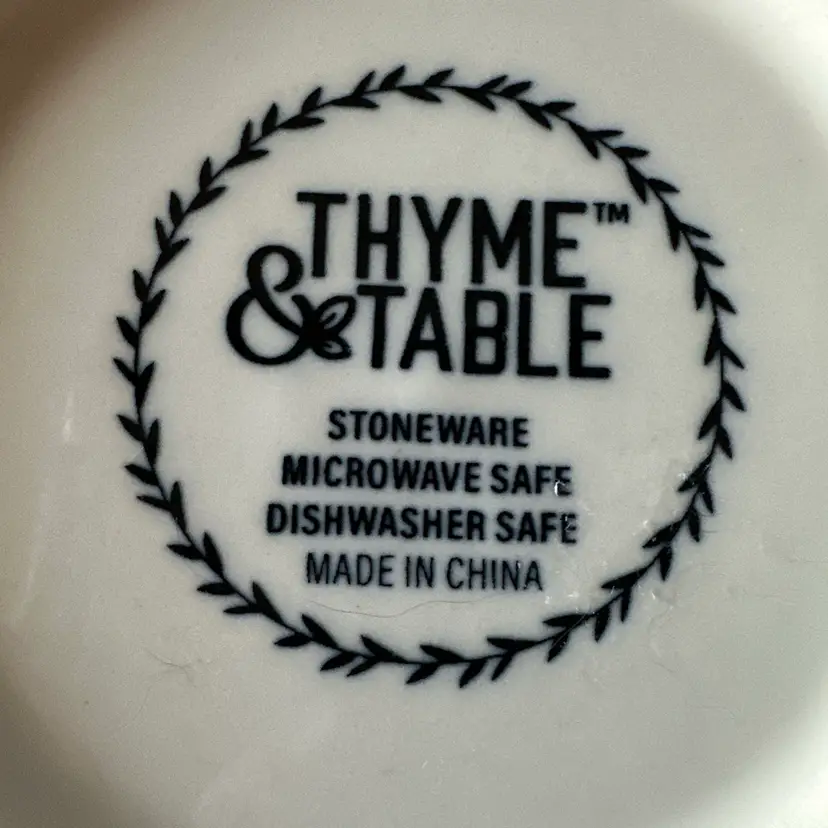 THYME™
& TABLE
STONEWARE
MICROWAVE SAFE
DISHWASHER SAFE
MADE IN CHINA